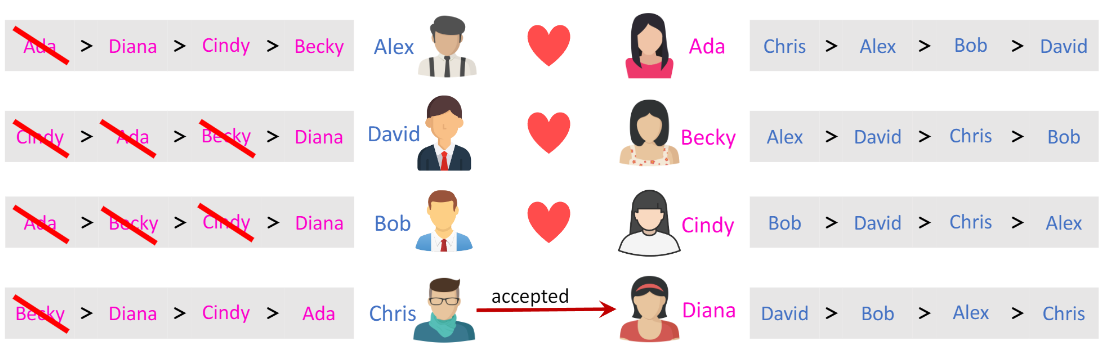 Ada > Diana > Cindy > Becky Alex Ada Chris > Alex > Bob > David
Cindy > Ada > Becky > Diana David Becky Alex > David > Chris > Bob
Ada > Becky > Cindy > Diana Bob Cindy Bob > David > Chris > Alex
Becky > Diana > Cindy > Ada Chris accepted Diana David > Bob > Alex > Chris